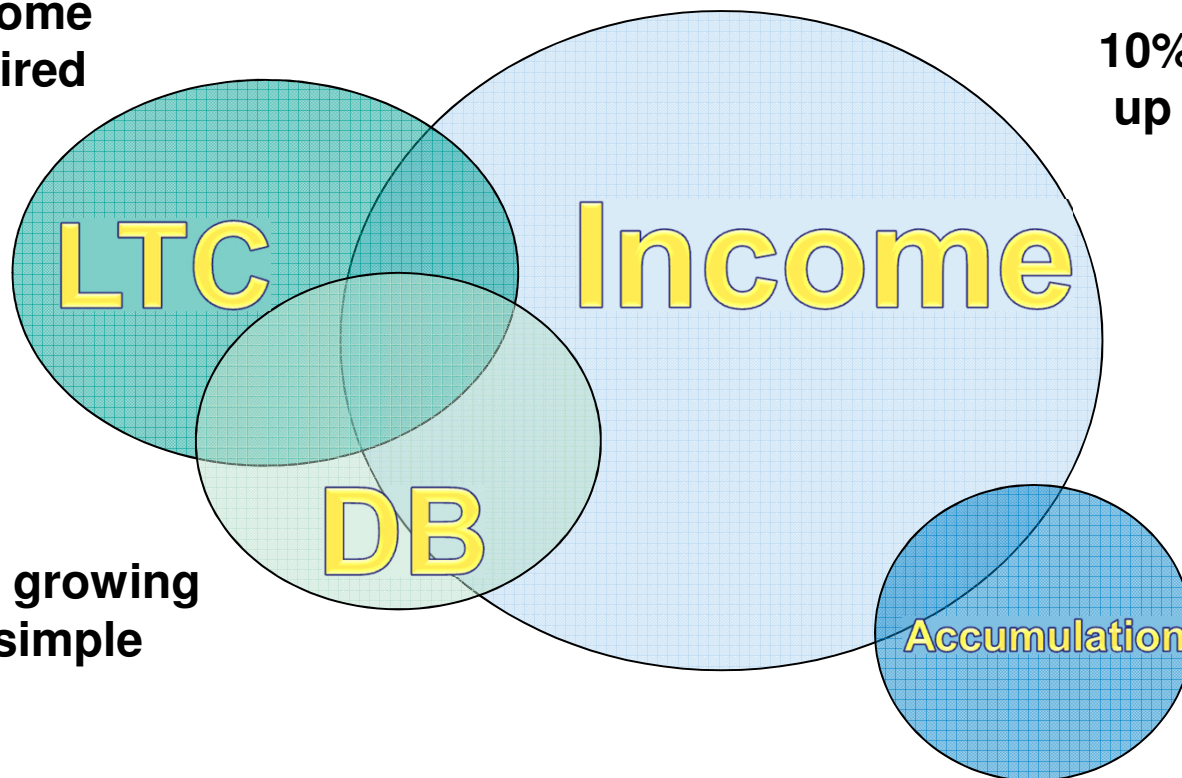 ome
ired
10%
up
LTC
Income
DB
growing
simple
Accumulation